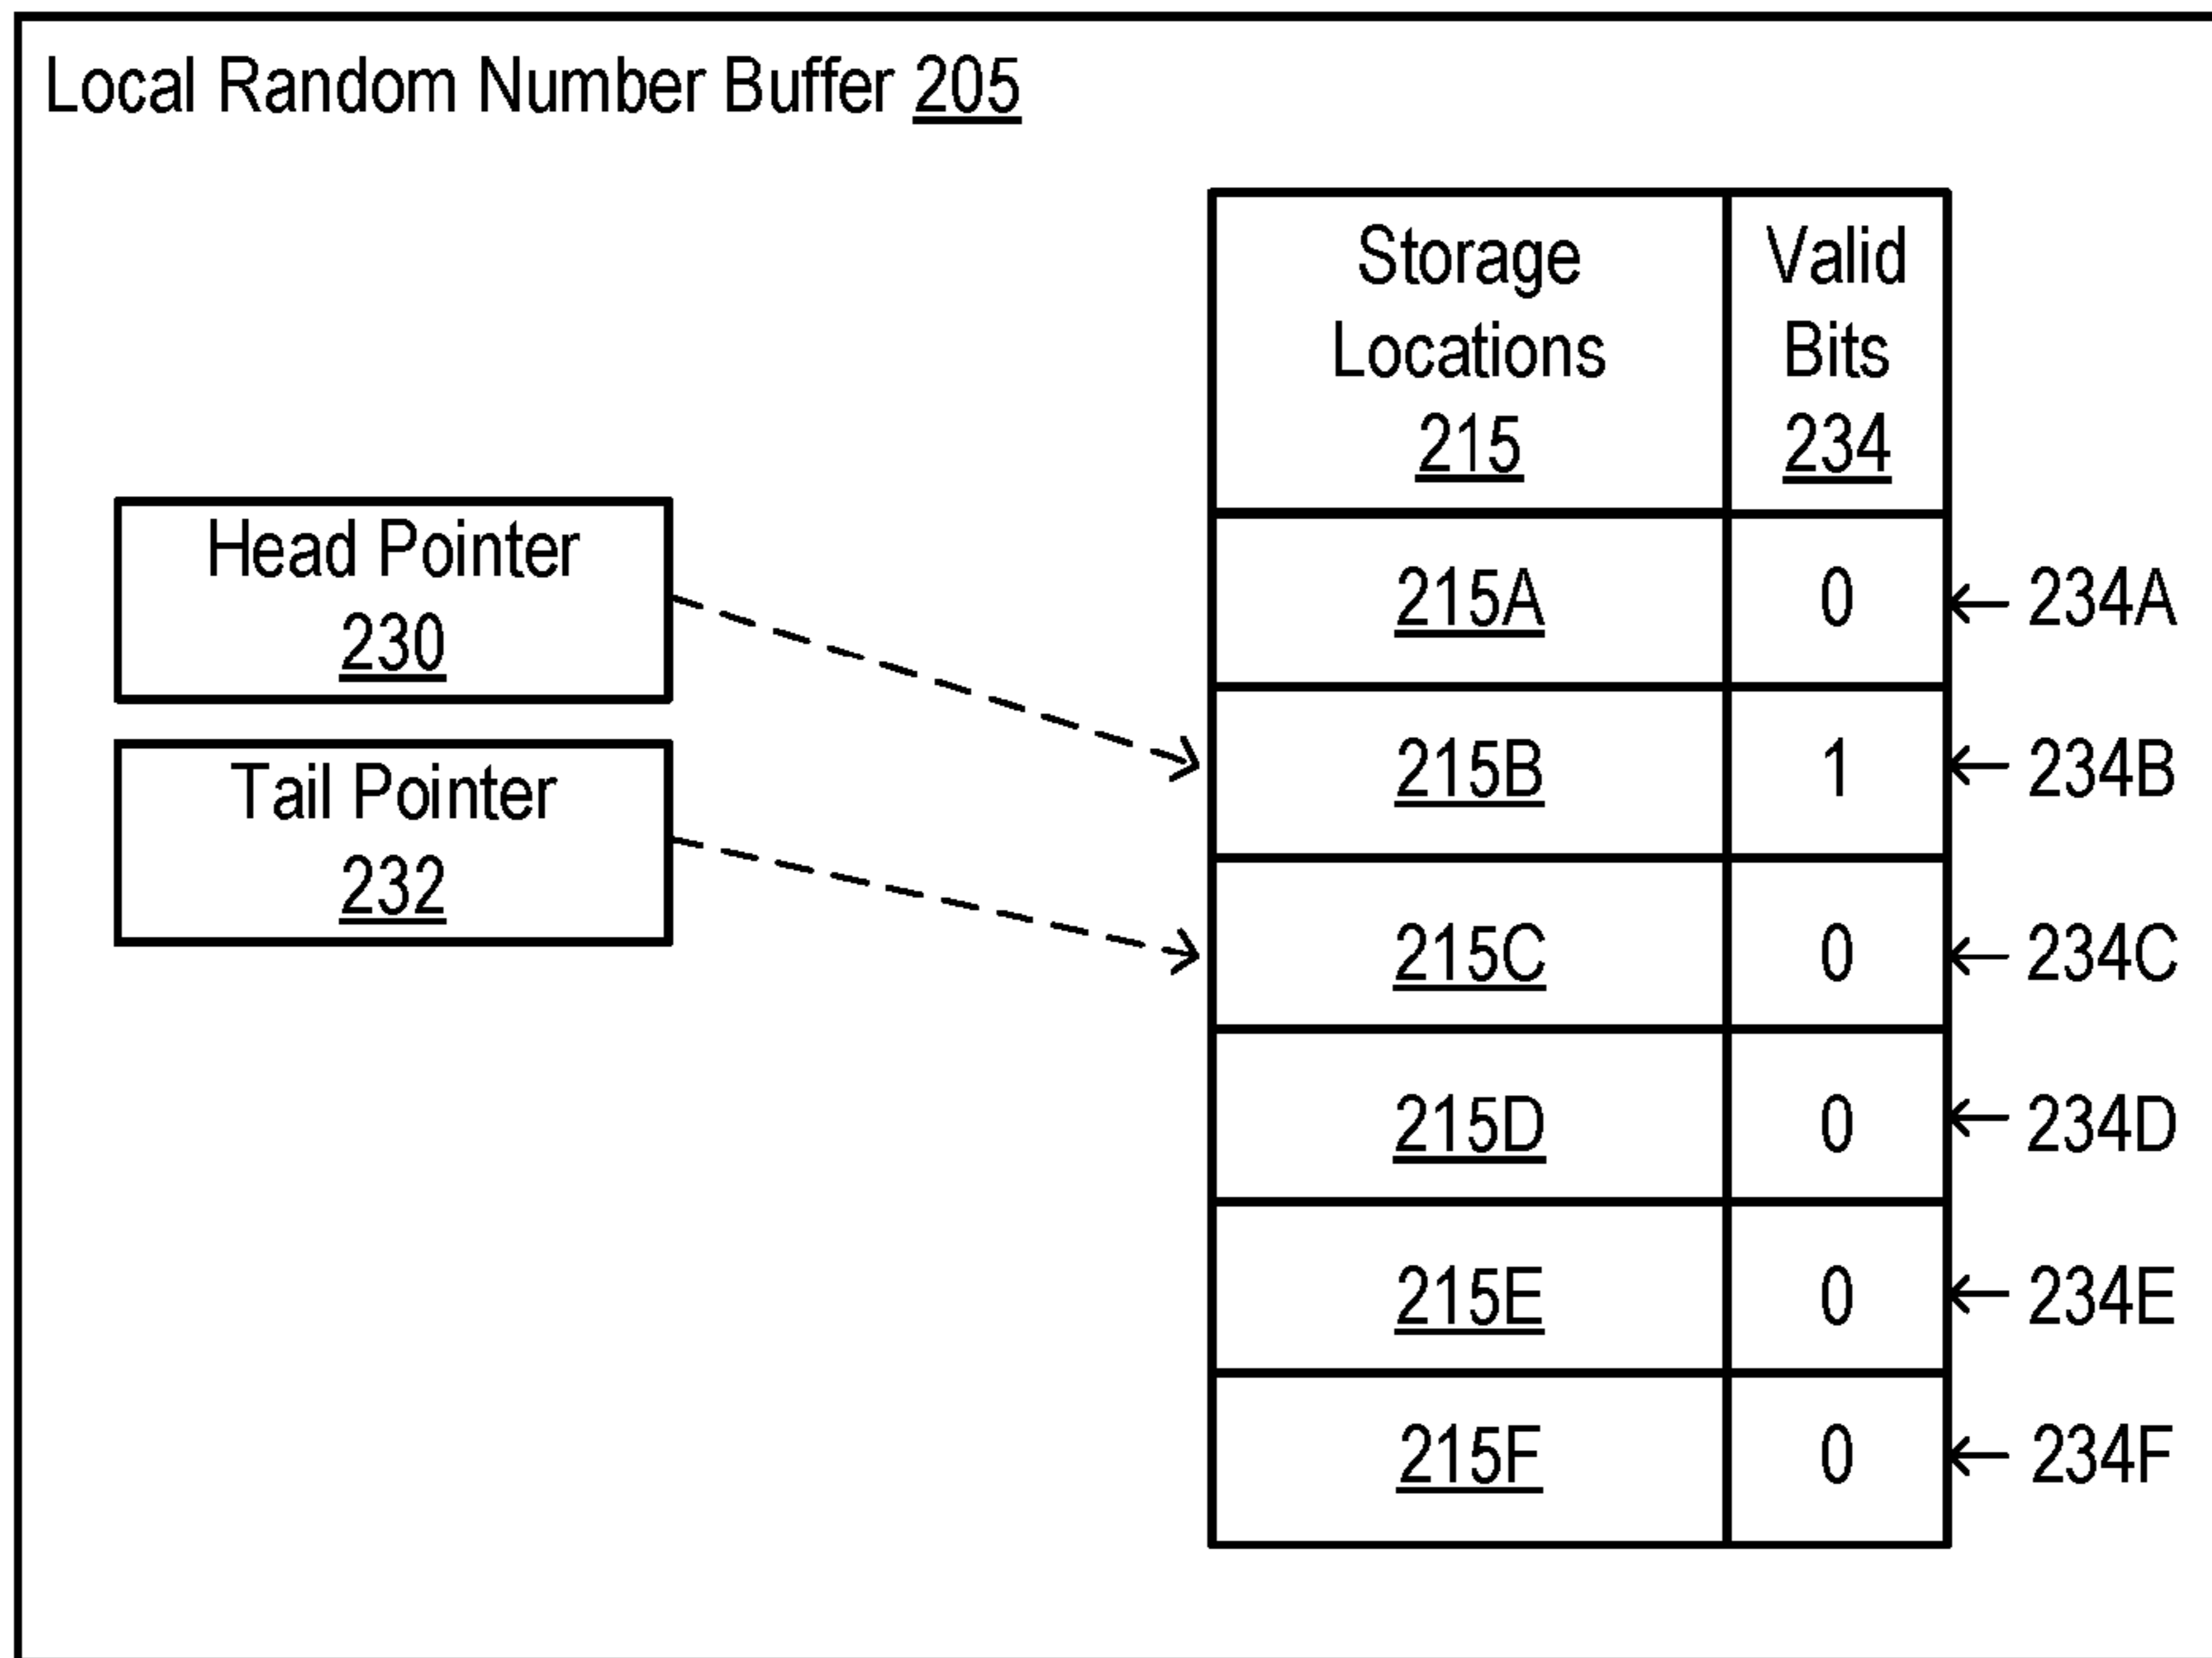 Local Random Number Buffer 205
Storage
Locations
215
Valid
Bits
234
Head Pointer
230
Tail Pointer
232
215A 0 234A
215B 1 234B
215C 0 234C
215D 0 234D
215E 0 234E
215F 0 234F